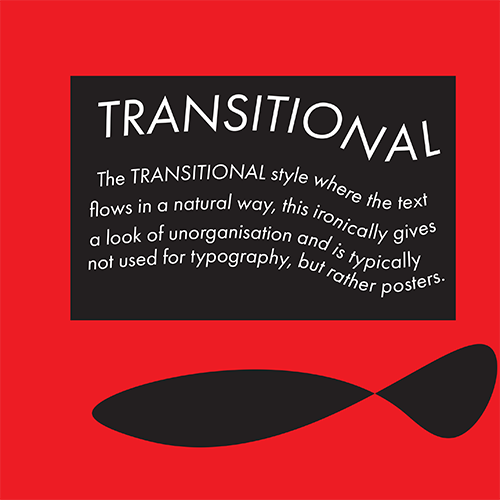 TRANSITIONAL
The TRANSITIONAL style where the text
flows in a natural way, this ironically gives
a look of unorganisation and is typically
not used for typography, but rather posters.